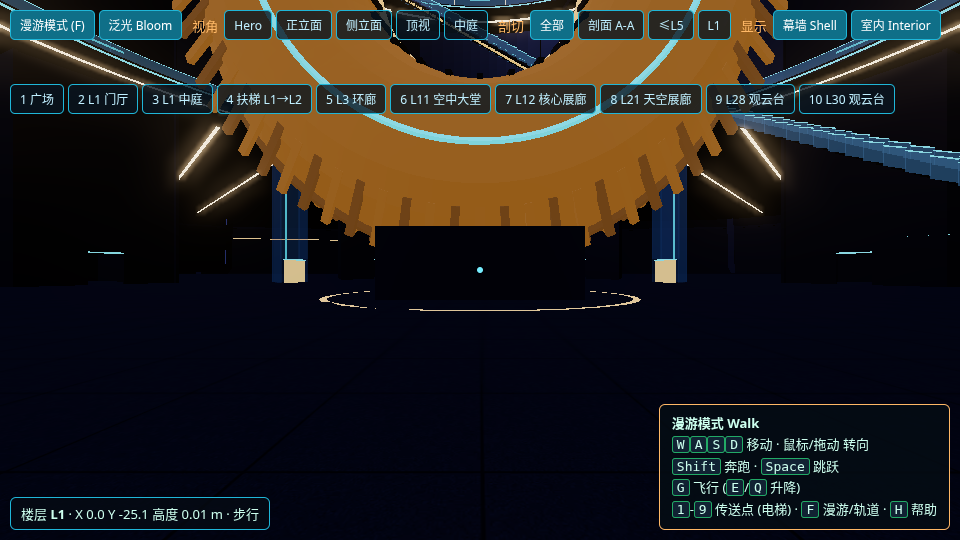 漫游模式 (F) 泛光 Bloom 视角 Hero 正立面 侧立面 顶视 中庭 剖切 全部 剖面 A-A ≤L5 L1 显示 幕墙 Shell 室内 Interior
1 广场 2 L1 门厅 3 L1 中庭 4 扶梯 L1→L2 5 L3 环廊 6 L11 空中大堂 7 L12 核心展廊 8 L21 天空展廊 9 L28 观云台 10 L30 观云台
漫游模式 Walk
W A S D 移动 · 鼠标/拖动 转向
Shift 奔跑 · Space 跳跃
G 飞行 (E/Q 升降)
1-9 传送点 (电梯) · F 漫游/轨道 · H 帮助
楼层 L1 · X 0.0 Y -25.1 高度 0.01 m · 步行